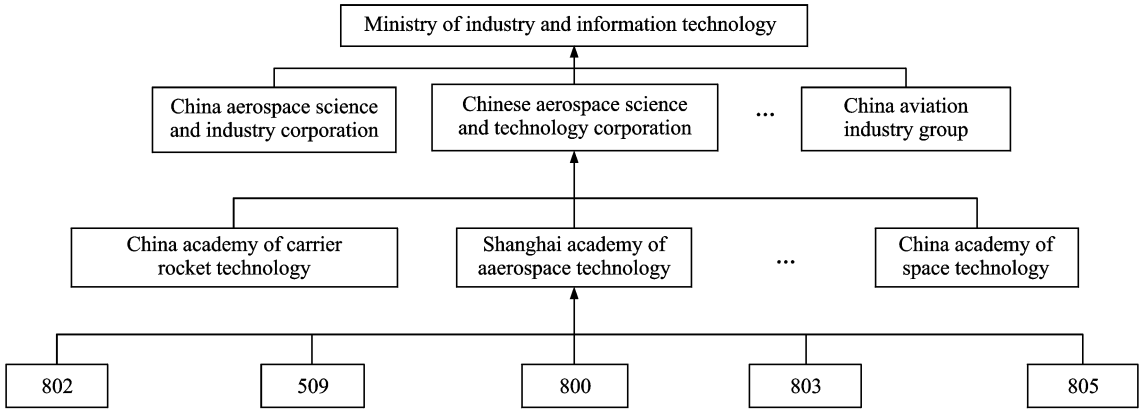 Ministry of industry and information technology
China aerospace science
and industry corporation
Chinese aerospace science
and technology corporation
...
China aviation
industry group
China academy of carrier
rocket technology
Shanghai academy of
aaerospace technology
...
China academy of
space technology
802
509
800
803
805